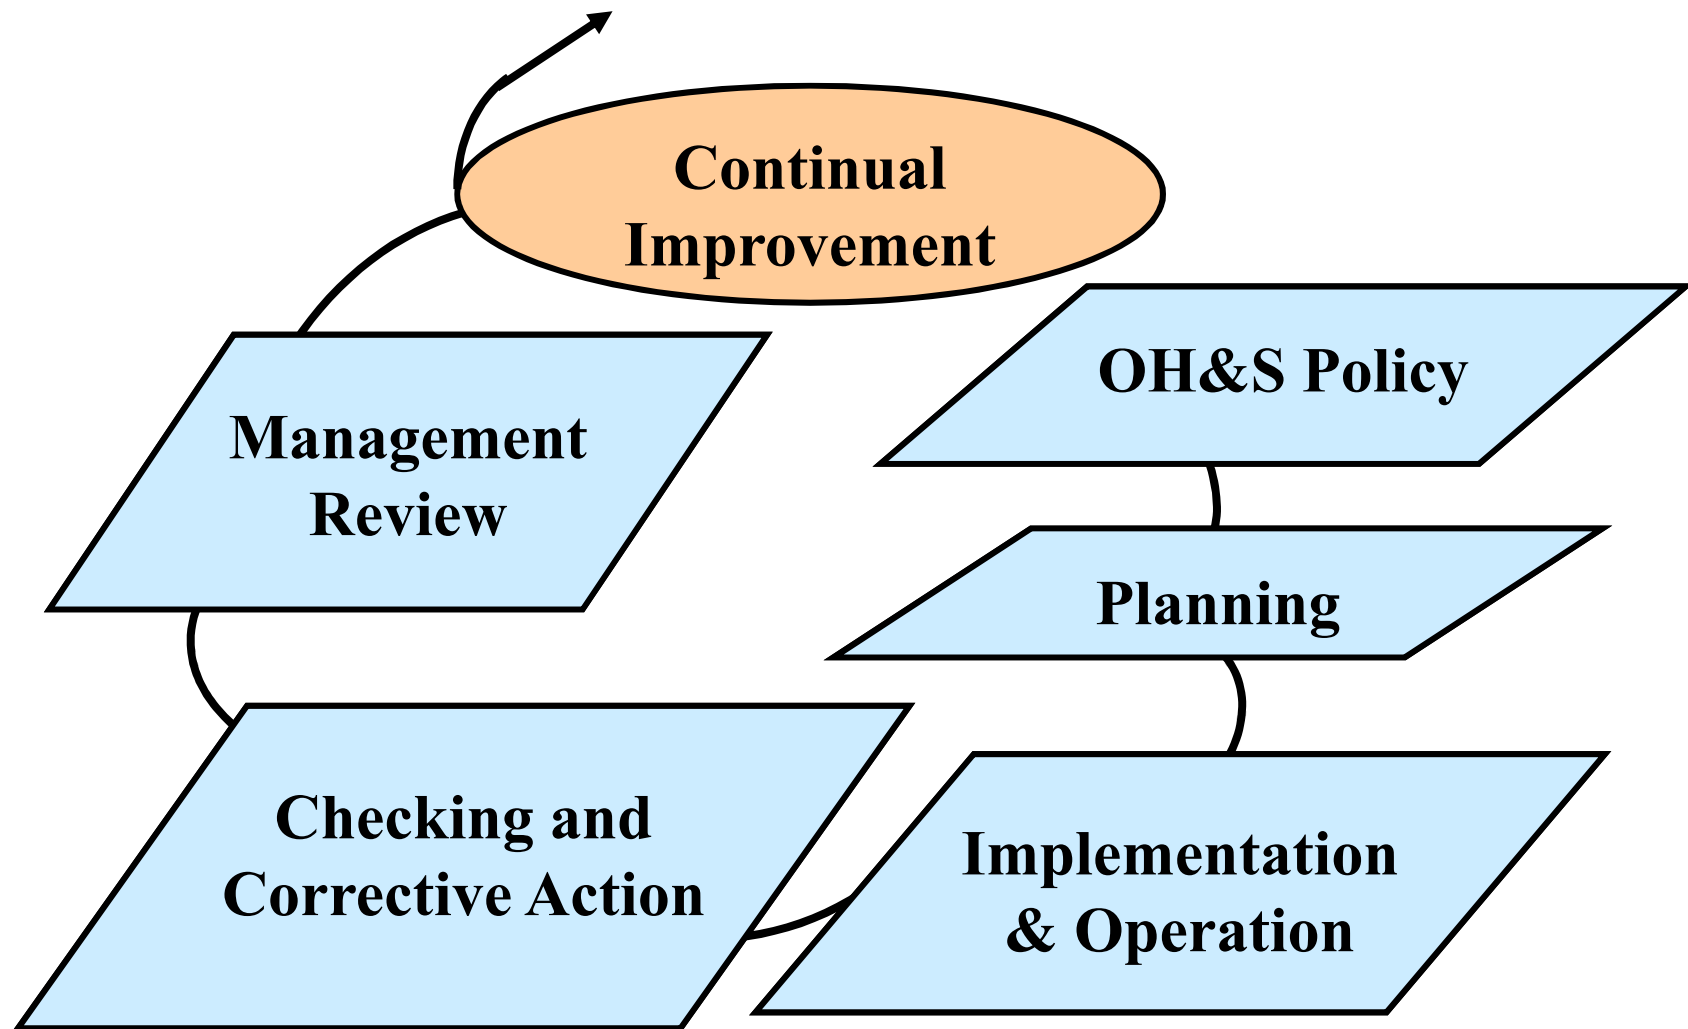 Continual
Improvement
OH&S Policy
Management
Review
Planning
Checking and
Corrective Action
Implementation
& Operation